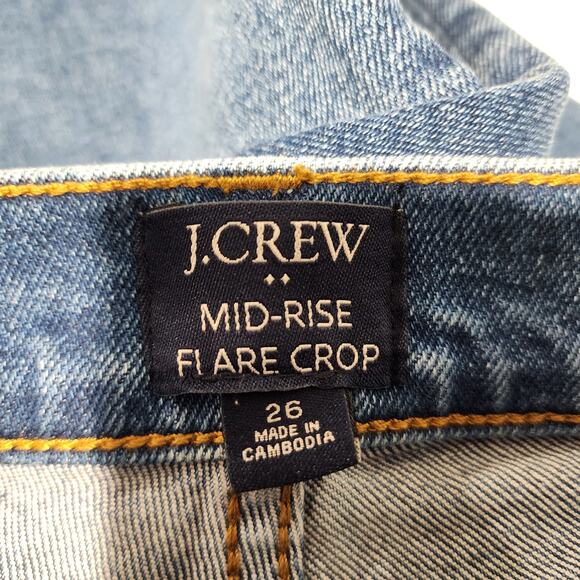 J.CREW
MID-RISE
FLARE CROP
26
MADE IN
CAMBODIA